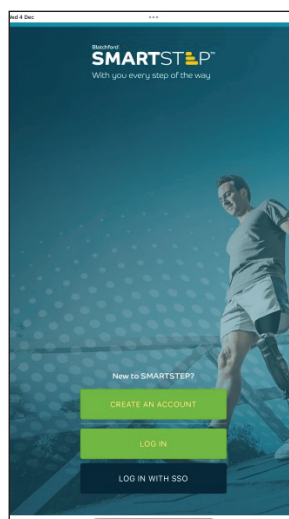 Wed 4 Dec
Blatchford
SMARTSTEP™
With you every step of the way
New to SMARTSTEP?
CREATE AN ACCOUNT
LOG IN
LOG IN WITH SSO